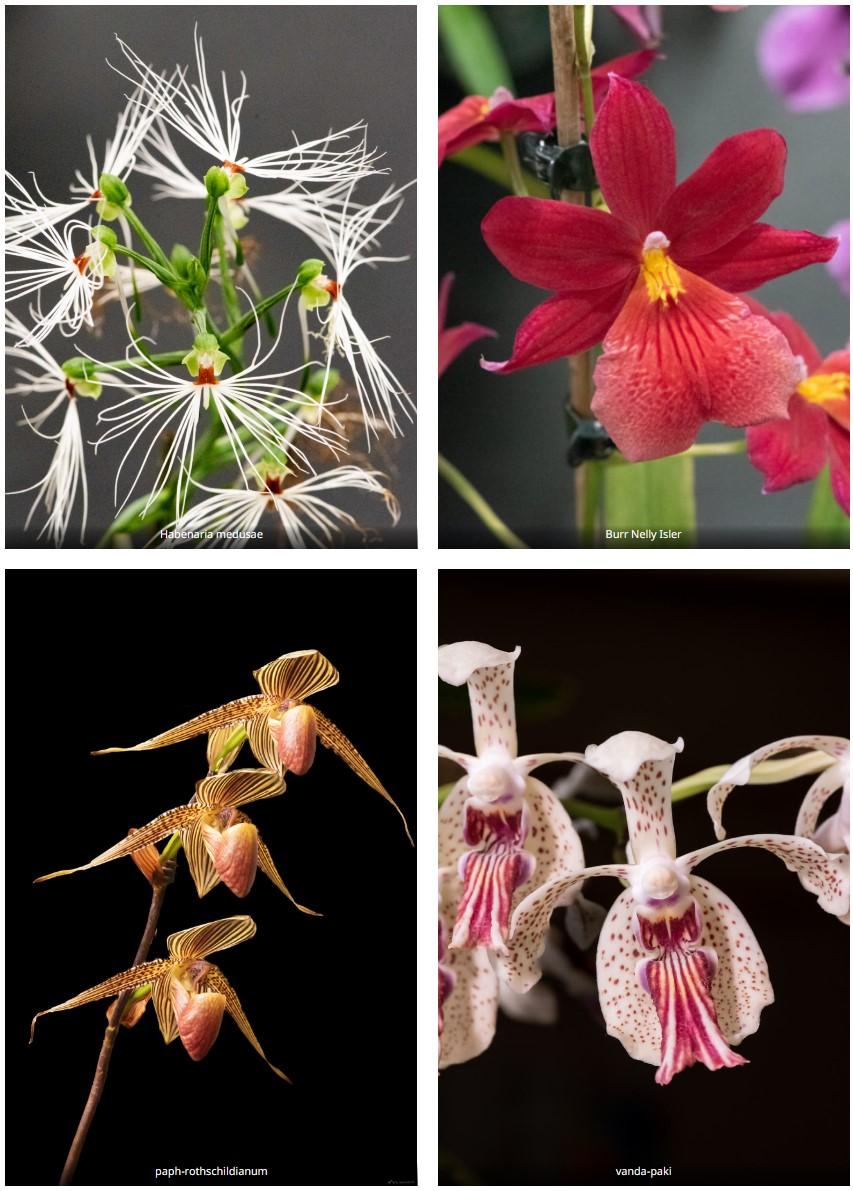 Habenaria medusae
Burr Nelly Isler
paph-rothschildianum
vanda-paki